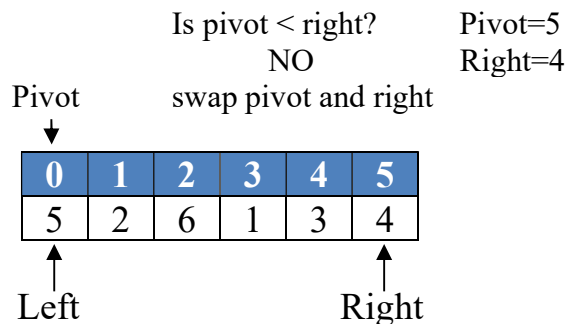 Is pivot < right? Pivot=5
NO Right=4
Pivot swap pivot and right
0 1 2 3 4 5
5 2 6 1 3 4
Left Right